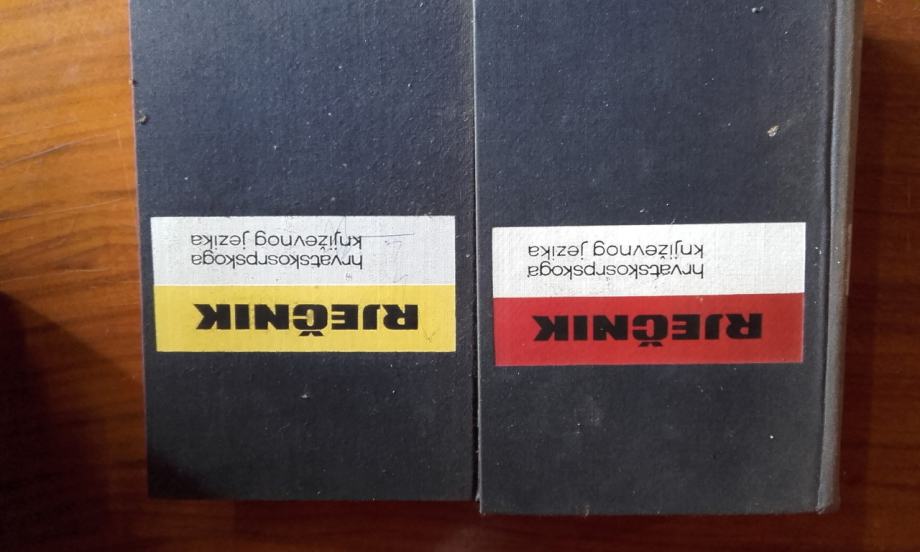 RJEČNIK
hrvatskosrpskoga
književnog jezika
RJEČNIK
hrvatskosrpskoga
književnog jezika